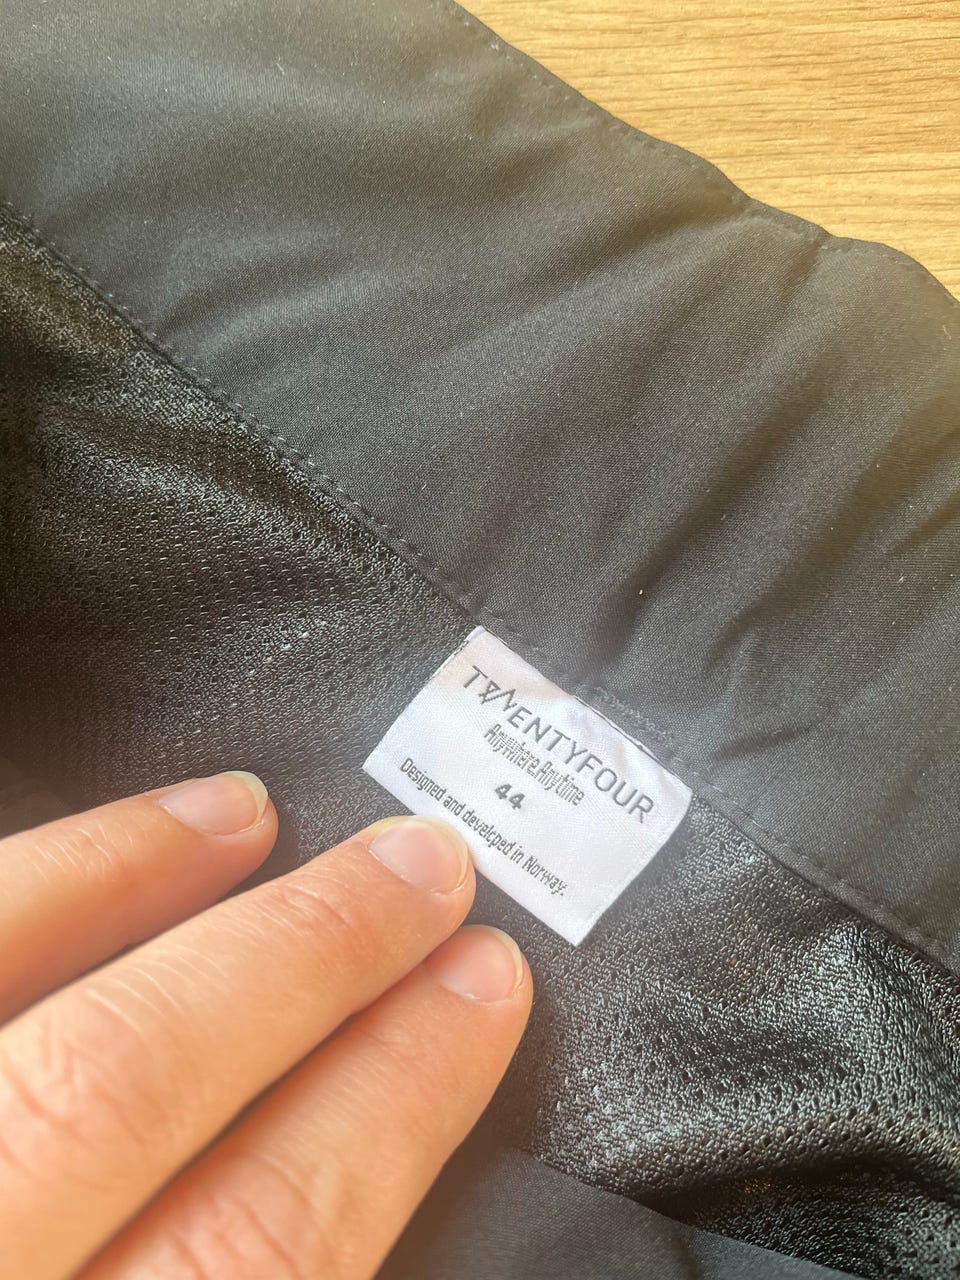 TWENTYFOUR
Anywhere.Anytime
44
Designed and developed in Norway.